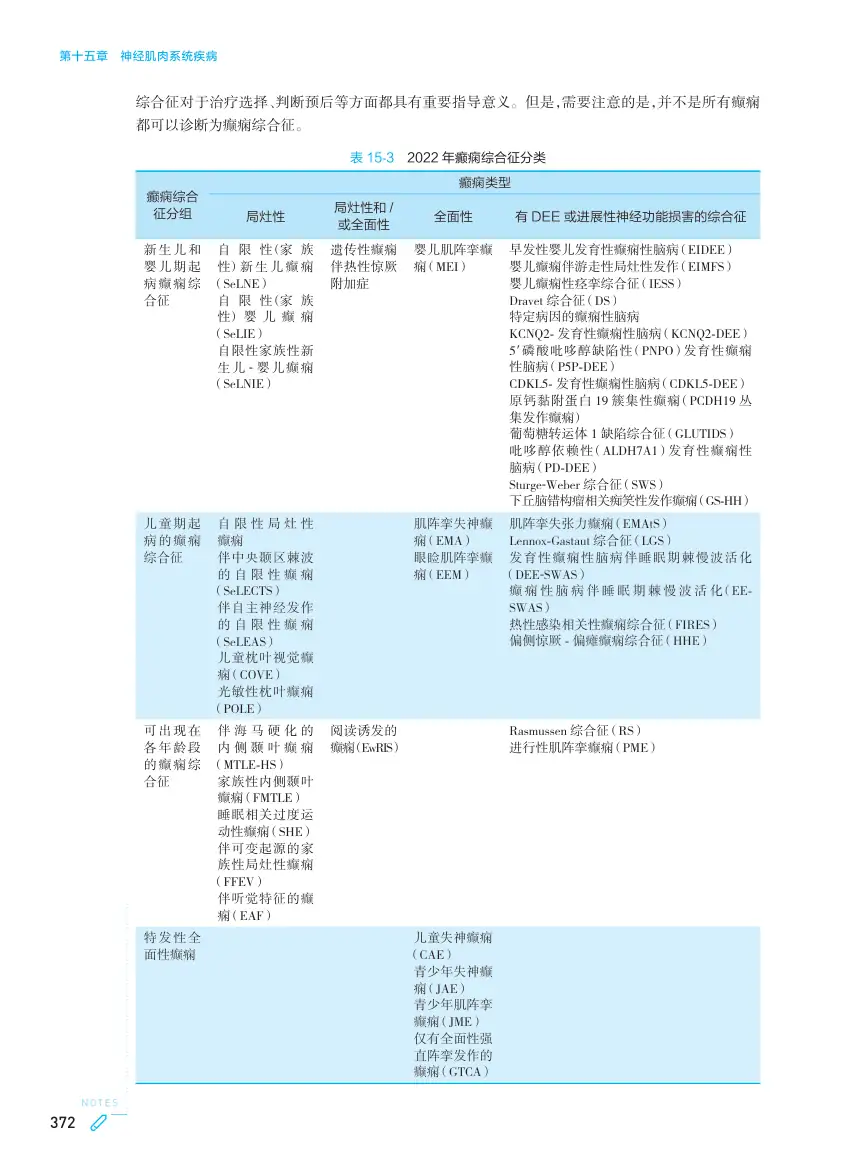 第十五章　神经肌肉系统疾病
综合征对于治疗选择、判断预后等方面都具有重要指导意义。但是，需要注意的是，并不是所有癫痫
都可以诊断为癫痫综合征。
表 15-3　2022 年癫痫综合征分类
癫痫综合
征分组
癫痫类型
局灶性
局灶性和 /
或全面性
全面性
有 DEE 或进展性神经功能损害的综合征
新生儿和
婴儿期起
病癫痫综
合征
自限性（家族
性）新生儿癫痫
（SeLNE）
自限性（家族
性）婴儿癫痫
（SeLIE）
自限性家族性新
生儿 - 婴儿癫痫
（SeLNIE）
遗传性癫痫
伴热性惊厥
附加症
婴儿肌阵挛癫
痫（MEI）
早发性婴儿发育性癫痫性脑病（EIDEE）
婴儿癫痫伴游走性局灶性发作（EIMFS）
婴儿癫痫性痉挛综合征（IESS）
Dravet 综合征（DS）
特定病因的癫痫性脑病
KCNQ2- 发育性癫痫性脑病（KCNQ2-DEE）
5′磷酸吡哆醇缺陷性（PNPO）发育性癫痫
性脑病（P5P-DEE）
CDKL5- 发育性癫痫性脑病（CDKL5-DEE）
原钙黏附蛋白 19 簇集性癫痫（PCDH19 丛
集发作癫痫）
葡萄糖转运体 1 缺陷综合征（GLUTIDS）
吡哆醇依赖性（ALDH7A1）发育性癫痫性
脑病（PD-DEE）
Sturge-Weber 综合征（SWS）
下丘脑错构瘤相关痴笑性发作癫痫（GS-HH）
儿童期起
病的癫痫
综合征
自限性局灶性
癫痫
伴中央颞区棘波
的自限性癫痫
（SeLECTS）
伴自主神经发作
的自限性癫痫
（SeLEAS）
儿童枕叶视觉癫
痫（COVE）
光敏性枕叶癫痫
（POLE）
肌阵挛失神癫
痫（EMA）
眼睑肌阵挛癫
痫（EEM）
肌阵挛失张力癫痫（EMAtS）
Lennox-Gastaut 综合征（LGS）
发育性癫痫性脑病伴睡眠期棘慢波活化
（DEE-SWAS）
癫痫性脑病伴睡眠期棘慢波活化（EE-
SWAS）
热性感染相关性癫痫综合征（FIRES）
偏侧惊厥 - 偏瘫癫痫综合征（HHE）
可出现在
各年龄段
的癫痫综
合征
伴海马硬化的
内侧颞叶癫痫
（MTLE-HS）
家族性内侧颞叶
癫痫（FMTLE）
睡眠相关过度运
动性癫痫（SHE）
伴可变起源的家
族性局灶性癫痫
（FFEV）
伴听觉特征的癫
痫（EAF）
阅读诱发的
癫痫（EwRIS）
Rasmussen 综合征（RS）
进行性肌阵挛癫痫（PME）
特发性全
面性癫痫
儿童失神癫痫
（CAE）
青少年失神癫
痫（JAE）
青少年肌阵挛
癫痫（JME）
仅有全面性强
直阵挛发作的
癫痫（GTCA）
NOTES
372